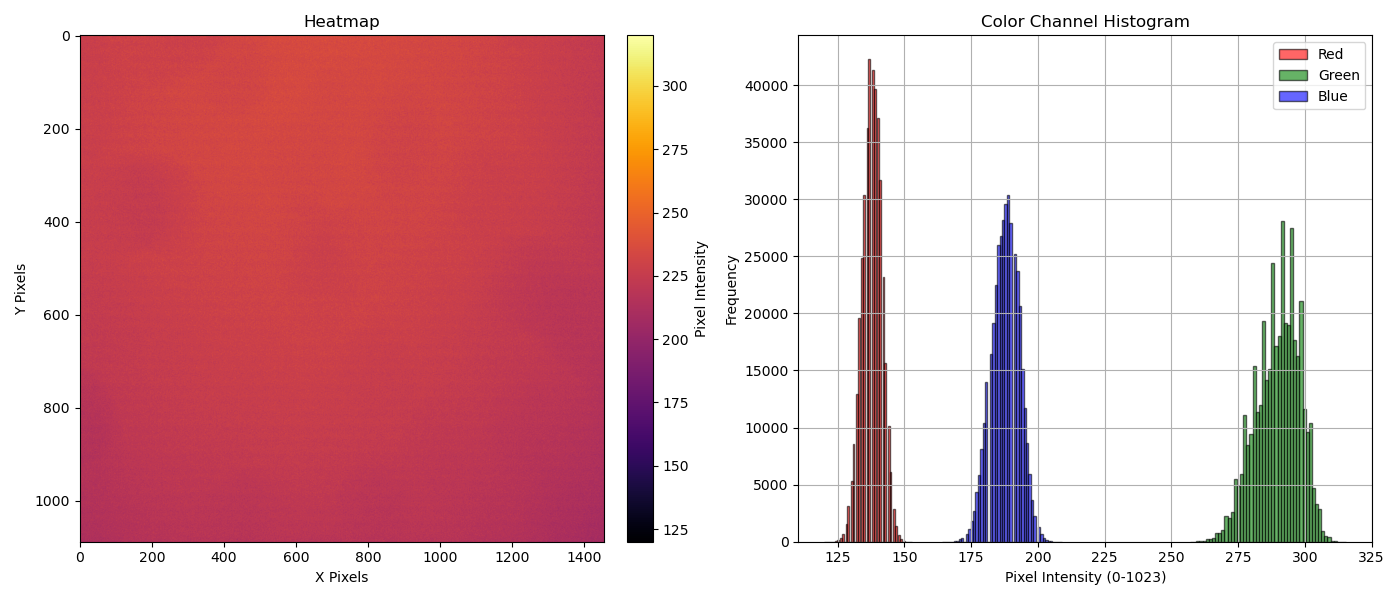 Heatmap
0
200
400
600
800
1000
Y Pixels
0 200 400 600 800 1000 1200 1400
X Pixels
300
275
250
225
200
175
150
125
Pixel Intensity
Color Channel Histogram
40000
35000
30000
25000
20000
15000
10000
5000
0
Frequency
125 150 175 200 225 250 275 300 325
Pixel Intensity (0-1023)
Red
Green
Blue